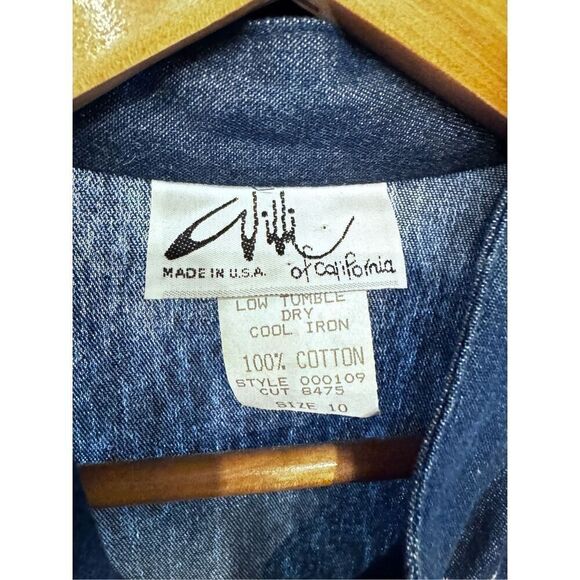 Willi
MADE IN U.S.A.
of California
LOW TUMBLE
DRY
COOL IRON
100% COTTON
STYLE 000109
CUT 8475
SIZE 10